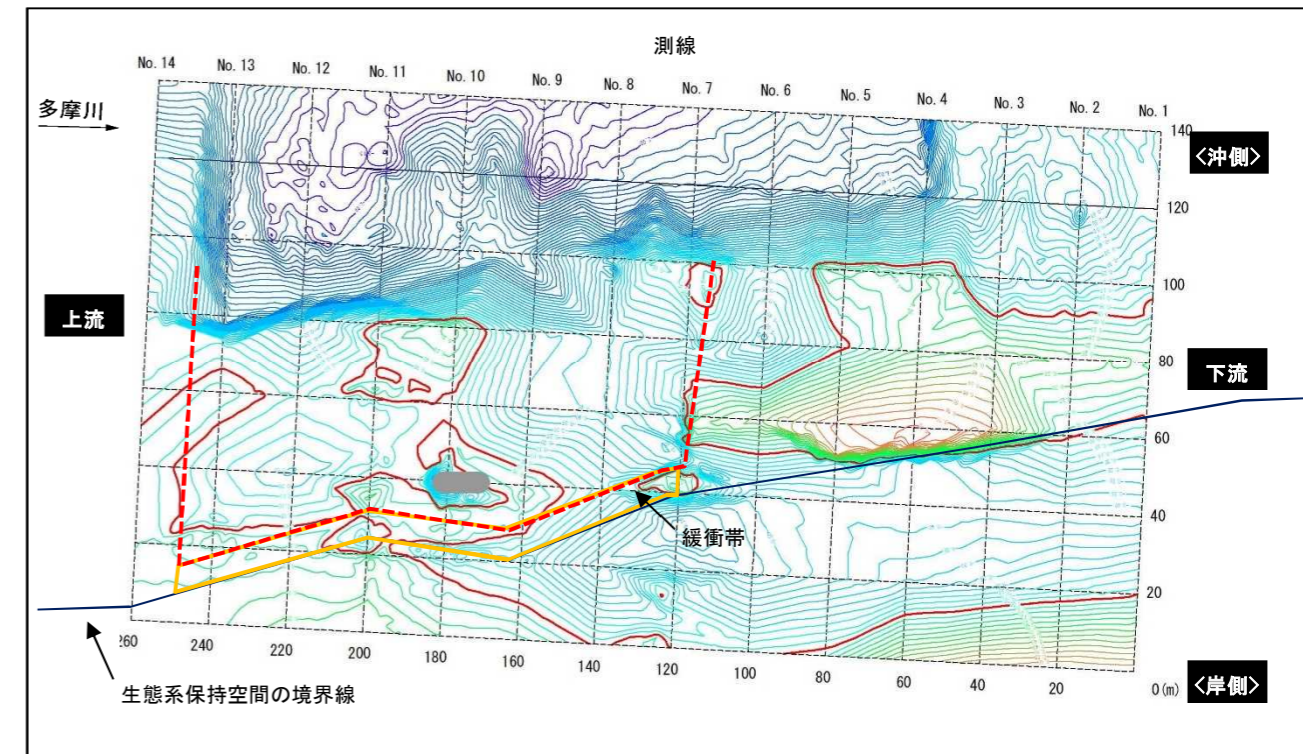 測線
No. 14
No. 13
No. 12
No. 11
No. 10
No. 9
No. 8
No. 7
No. 6
No. 5
No. 4
No. 3
No. 2
No. 1
多摩川
140
<沖側>
120
100
上流
80
下流
60
40
緩衝帯
20
260
240
220
200
180
160
140
120
100
80
60
40
20
0(m)
<岸側>
生態系保持空間の境界線